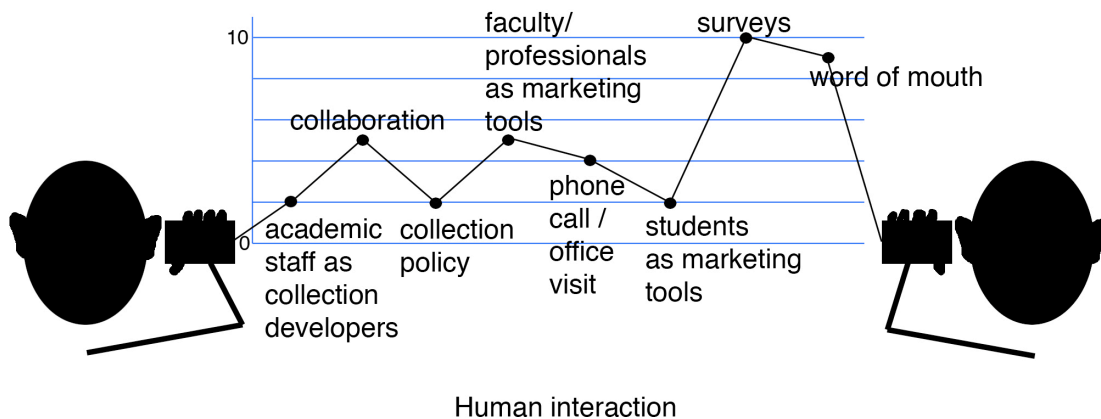 10
0
academic
staff as
collection
developers
collaboration
collection
policy
faculty/
professionals
as marketing
tools
phone
call /
office
visit
students
as marketing
tools
surveys
word of mouth
Human interaction